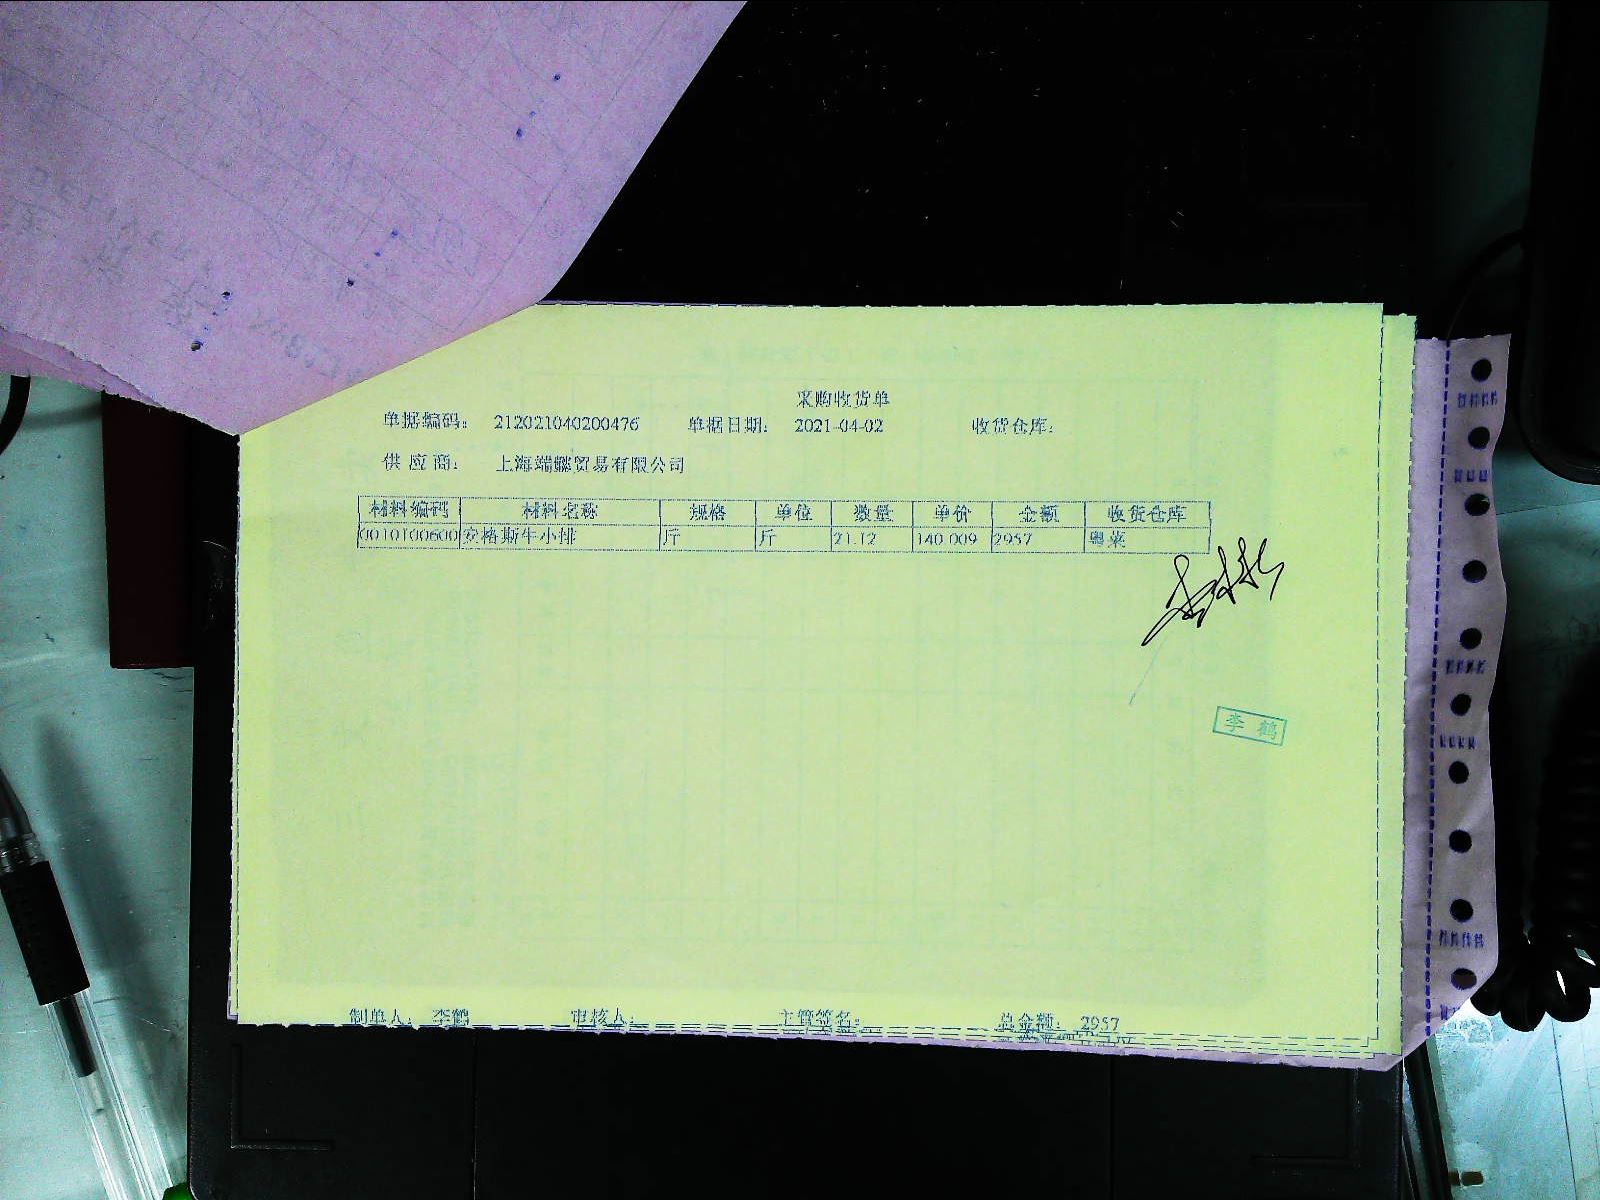 采购收货单
单据编码： 212021040200476 单据日期： 2021-04-02 收货仓库：
供 应 商： 上海端懿贸易有限公司
材料编码 材料名称 规格 单位 数量 单价 金额 收货仓库
0010100600 安格斯牛小排 斤 斤 21.12 140.009 2957 粤菜
李 鹤
制单人： 李鹤 审核人： 主管签名： 总金额： 2957